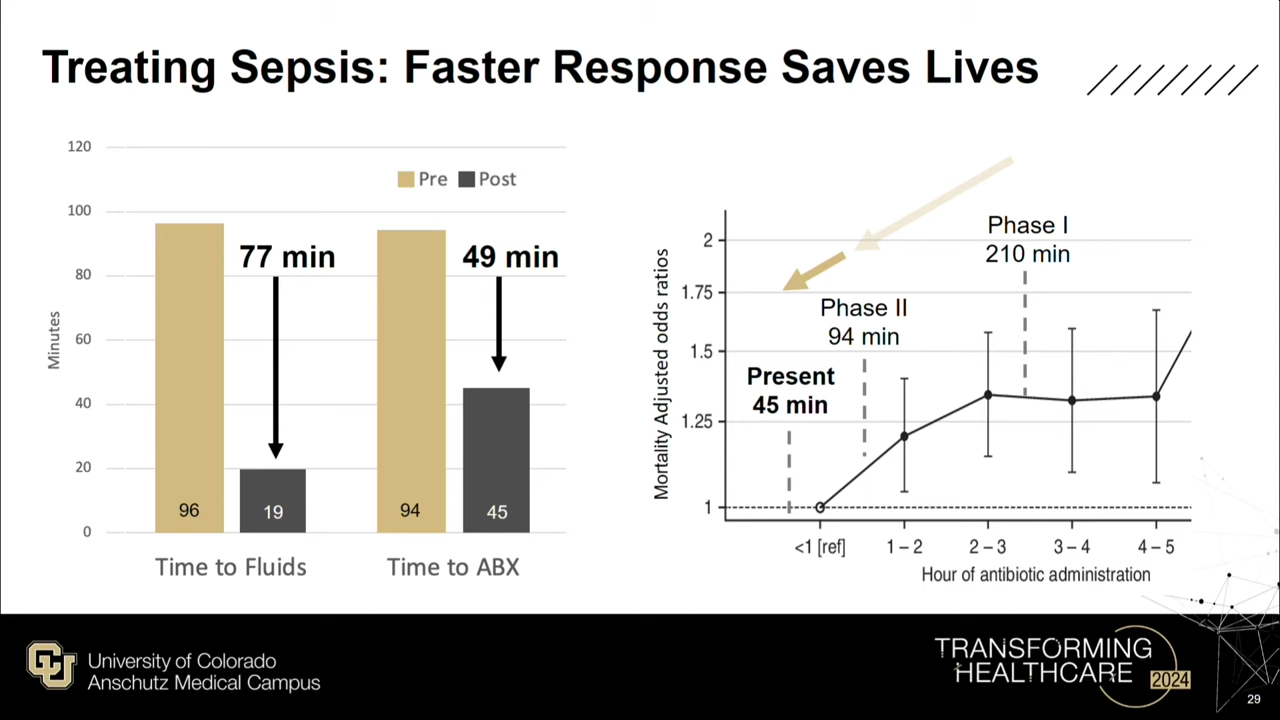 Treating Sepsis: Faster Response Saves Lives
120
100
80
60
40
20
0
Minutes
Pre
Post
77 min
49 min
96
19
94
45
Time to Fluids
Time to ABX
Mortality Adjusted odds ratios
2
1.75
1.5
1.25
1
Phase I
210 min
Phase II
94 min
Present
45 min
<1 [ref]
1 – 2
2 – 3
3 – 4
4 – 5
Hour of antibiotic administration
CU
University of Colorado
Anschutz Medical Campus
TRANSFORMING
HEALTHCARE
2024
29